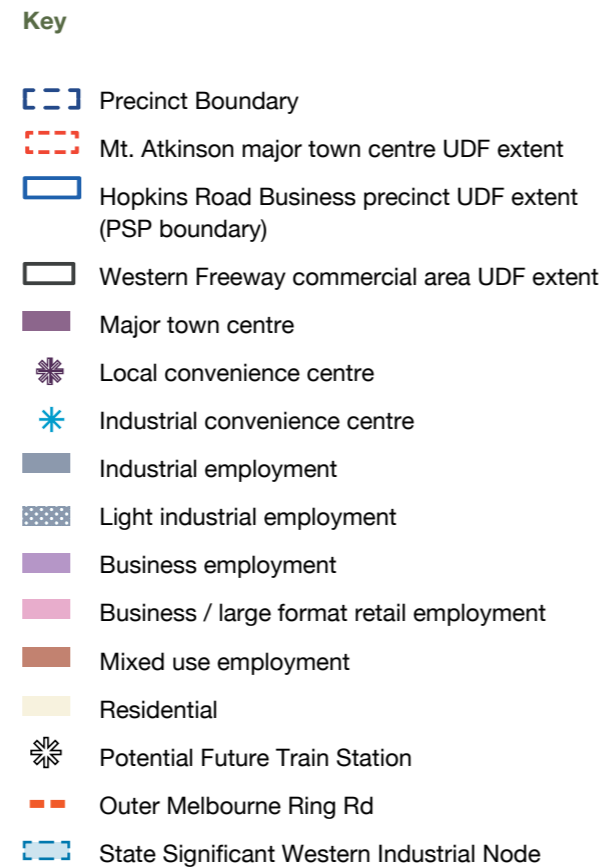 Key
Precinct Boundary
Mt. Atkinson major town centre UDF extent
Hopkins Road Business precinct UDF extent
(PSP boundary)
Western Freeway commercial area UDF extent
Major town centre
Local convenience centre
Industrial convenience centre
Industrial employment
Light industrial employment
Business employment
Business / large format retail employment
Mixed use employment
Residential
Potential Future Train Station
Outer Melbourne Ring Rd
State Significant Western Industrial Node